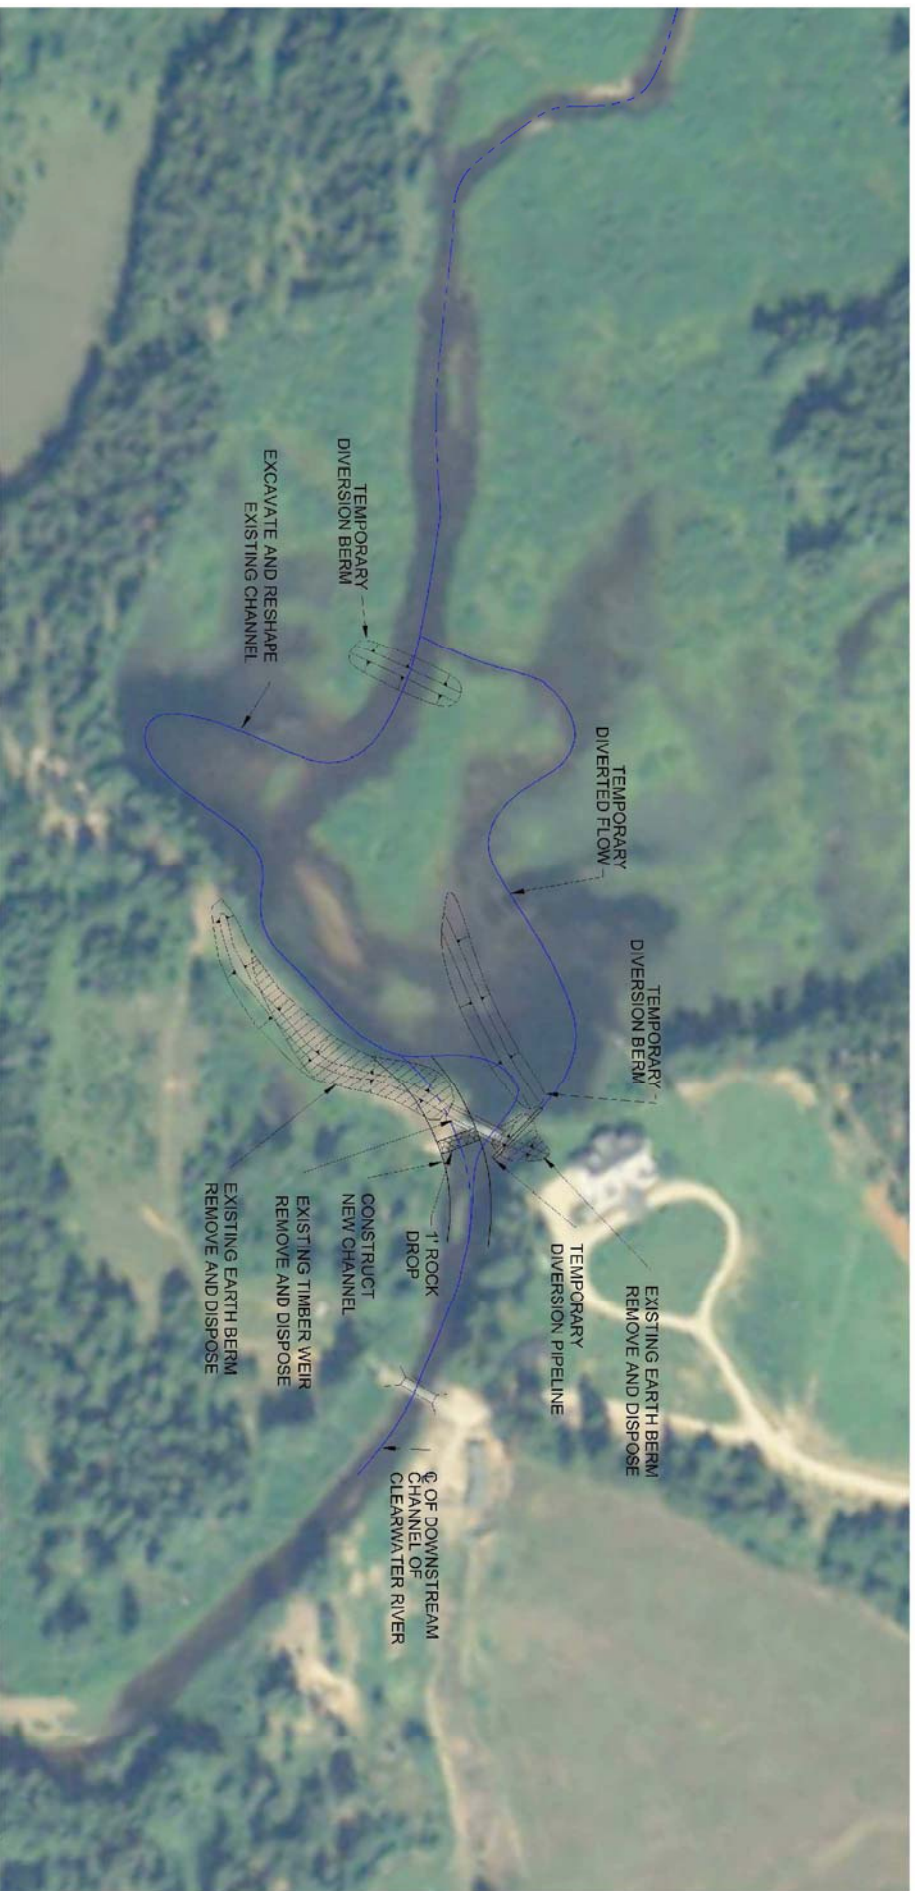 TEMPORARY
DIVERSION BERM
EXCAVATE AND RESHAPE
EXISTING CHANNEL
TEMPORARY
DIVERTED FLOW
TEMPORARY
DIVERSION BERM
EXISTING EARTH BERM
REMOVE AND DISPOSE
TEMPORARY
DIVERSION PIPELINE
1' ROCK
DROP
CONSTRUCT
NEW CHANNEL
EXISTING TIMBER WEIR
REMOVE AND DISPOSE
EXISTING EARTH BERM
REMOVE AND DISPOSE
℄ OF DOWNSTREAM
CHANNEL OF
CLEARWATER RIVER